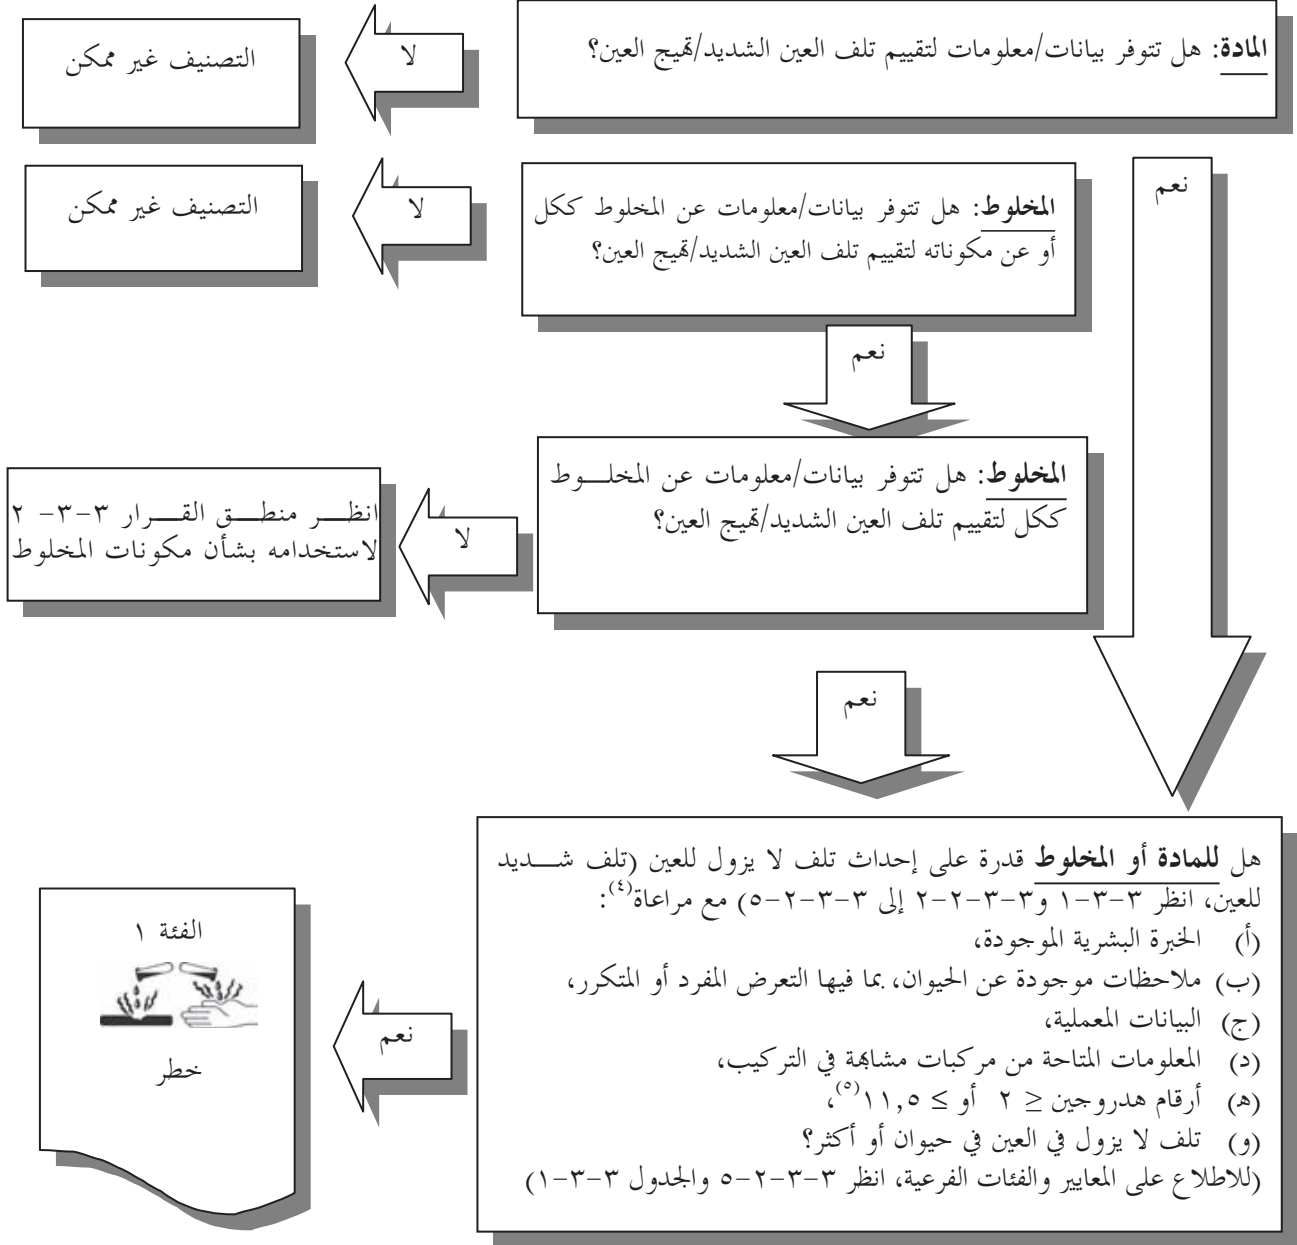 المادة: هل تتوفر بيانات/معلومات لتقييم تلف العين الشديد/تهيج العين؟
لا
التصنيف غير ممكن
نعم
المخلوط: هل تتوفر بيانات/معلومات عن المخلوط ككل
أو عن مكوناته لتقييم تلف العين الشديد/تهيج العين؟
لا
التصنيف غير ممكن
نعم
المخلوط: هل تتوفر بيانات/معلومات عن المخلوط
ككل لتقييم تلف العين الشديد/تهيج العين؟
لا
انظر منطق القرار ٣-٣-٢
لاستخدامه بشأن مكونات المخلوط
نعم
هل للمادة أو المخلوط قدرة على إحداث تلف لا يزول للعين (تلف شديد
للعين، انظر ٣-٣-١ و٣-٣-٢-٢ إلى ٣-٣-٢-٥) مع مراعاة(٤):
(أ) الخبرة البشرية الموجودة،
(ب) ملاحظات موجودة عن الحيوان، بما فيها التعرض المفرد أو المتكرر،
(ج) البيانات المعملية،
(د) المعلومات المتاحة من مركبات مشابهة في التركيب،
(ه) أرقام هدروجين ≤ ٢ أو ≥ ١١,٥(٥)،
(و) تلف لا يزول في العين في حيوان أو أكثر؟
(للاطلاع على المعايير والفئات الفرعية، انظر ٣-٣-٢-٥ والجدول ٣-٣-١)
نعم
الفئة ١
خطر